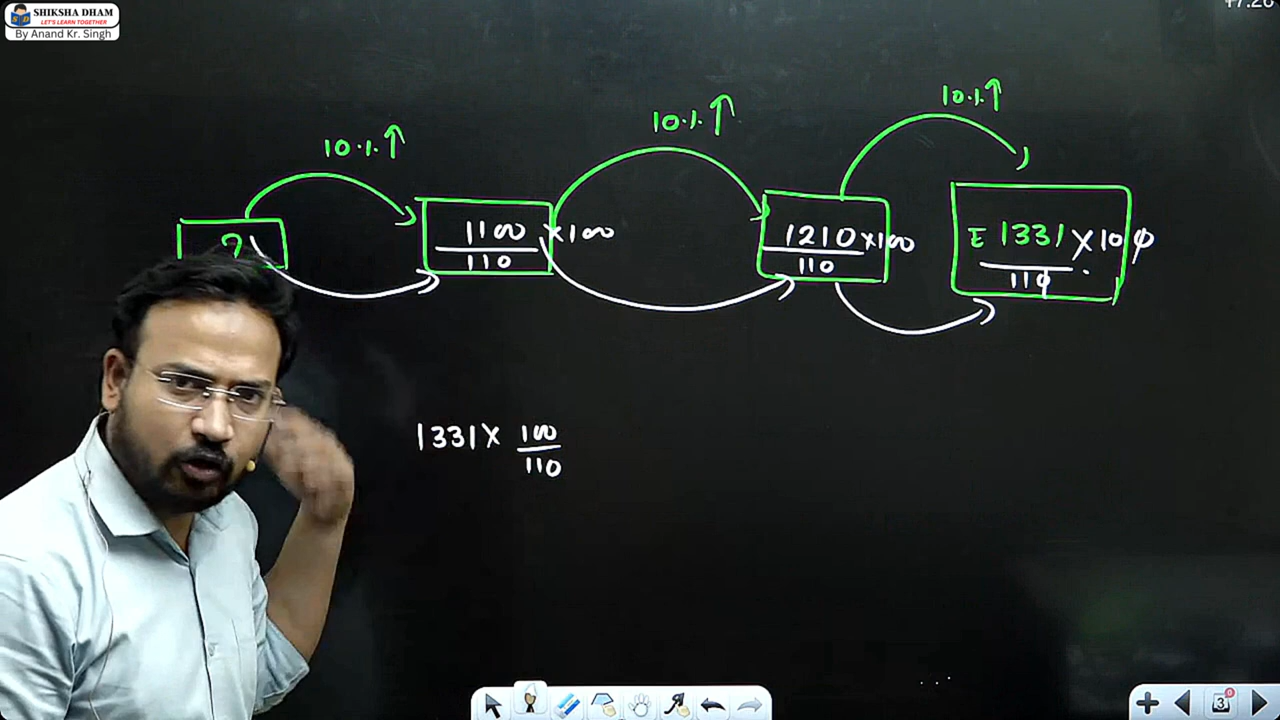 SHIKSHA DHAM
LET'S LEARN TOGETHER
By Anand Kr. Singh
10% ↑
10% ↑
10% ↑
?
1100 × 100
110
1210 × 100
110
1331 × 100
110
1331 × 100
110
3